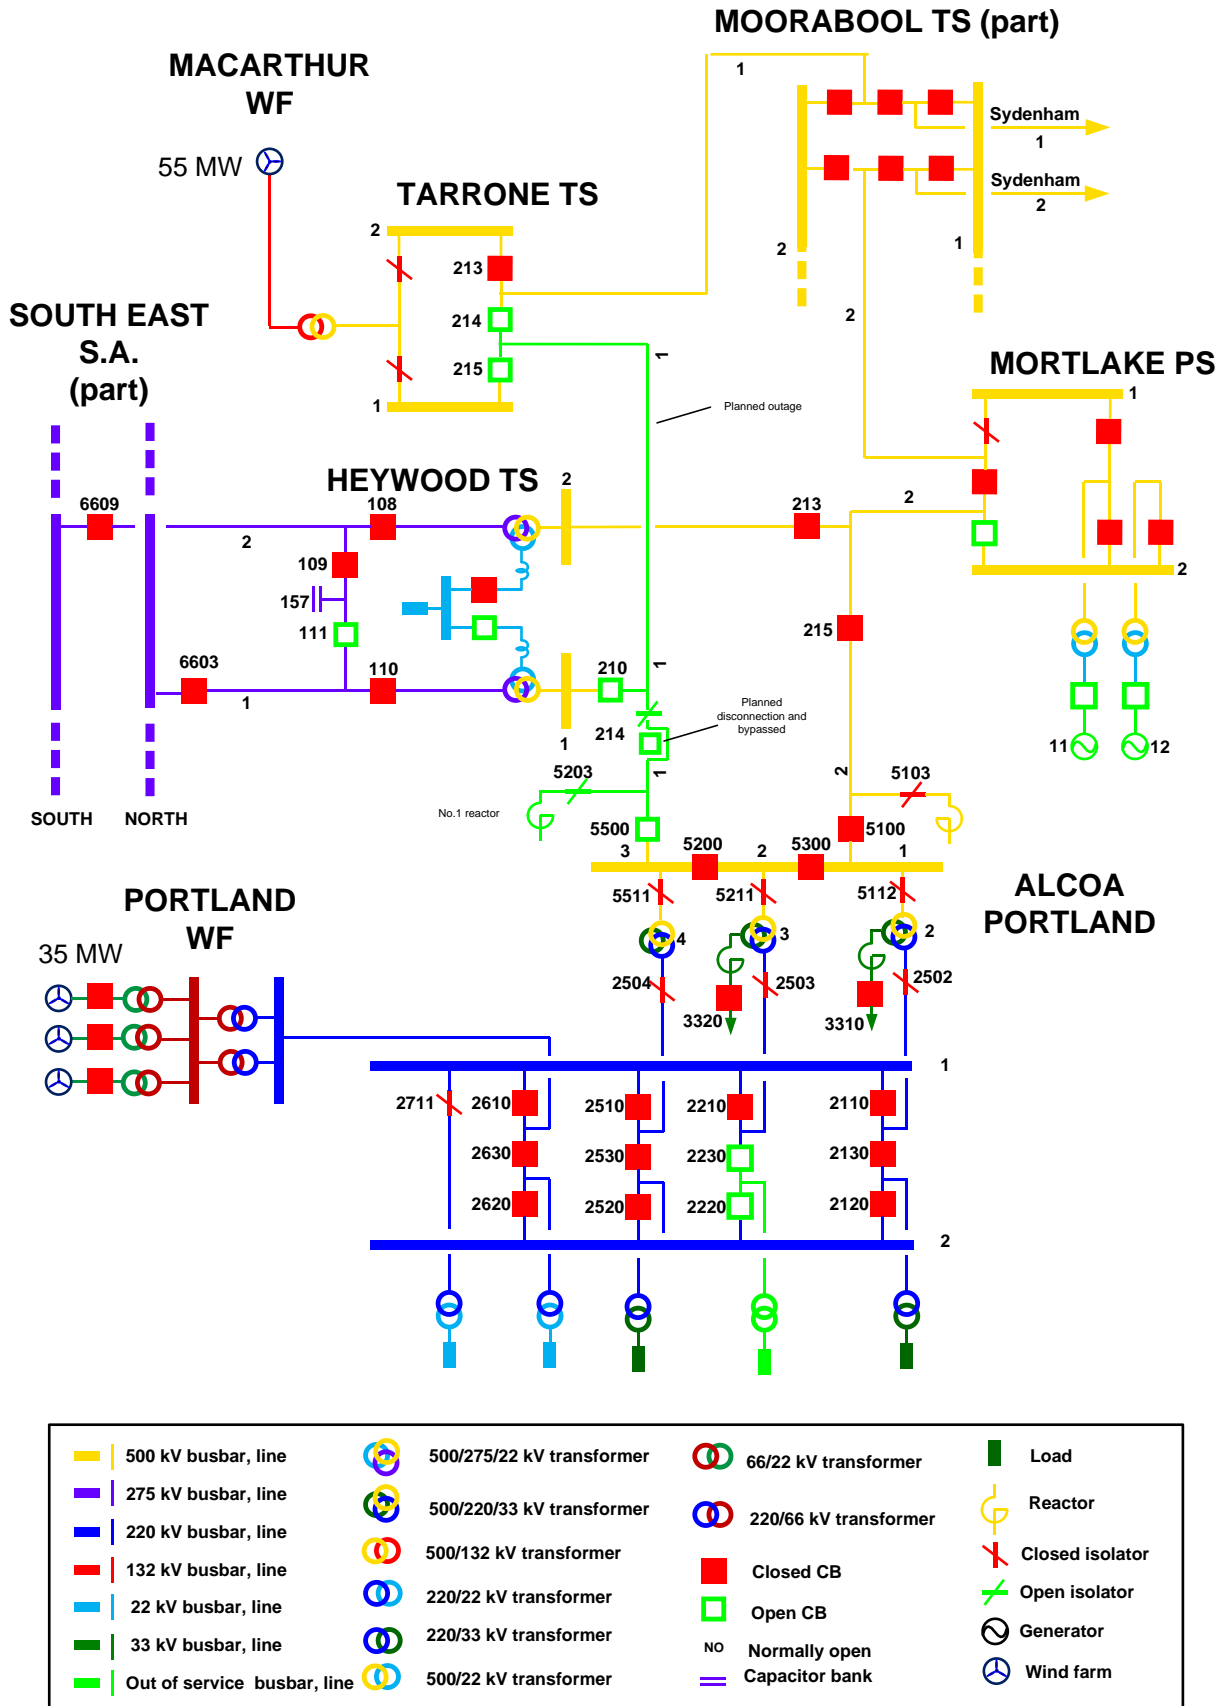 MOORABOOL TS (part)
MACARTHUR
WF
1
55 MW
Sydenham
1
TARRONE TS
Sydenham
2
2
2
1
213
SOUTH EAST
S.A.
(part)
214
2
1
MORTLAKE PS
215
1
1
Planned outage
HEYWOOD TS
2
6609
108
213
2
2
109
2
157
111
215
6603
210
1
110
1
Planned
disconnection and
bypassed
214
1
11
12
5203
1
2
5103
SOUTH
NORTH
No.1 reactor
5500
5200
5300
5100
3
2
1
ALCOA
PORTLAND
5511
5211
5112
PORTLAND
WF
4
3
2
35 MW
2504
2503
2502
3320
3310
1
2711
2610
2510
2210
2110
2630
2530
2230
2130
2620
2520
2220
2120
2
500 kV busbar, line
275 kV busbar, line
220 kV busbar, line
132 kV busbar, line
22 kV busbar, line
33 kV busbar, line
Out of service busbar, line
500/275/22 kV transformer
500/220/33 kV transformer
500/132 kV transformer
220/22 kV transformer
220/33 kV transformer
500/22 kV transformer
66/22 kV transformer
220/66 kV transformer
Closed CB
Open CB
NO Normally open
Capacitor bank
Load
Reactor
Closed isolator
Open isolator
Generator
Wind farm